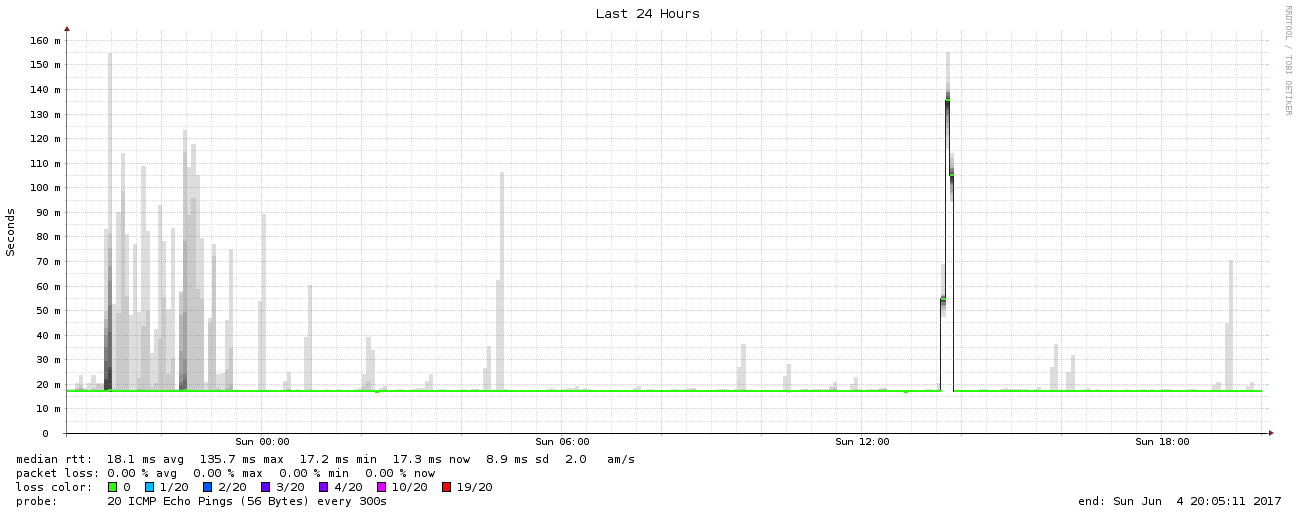 Last 24 Hours
RRDTOOL / TOBI OETIKER
Seconds
160 m
150 m
140 m
130 m
120 m
110 m
100 m
90 m
80 m
70 m
60 m
50 m
40 m
30 m
20 m
10 m
0
Sun 00:00 Sun 06:00 Sun 12:00 Sun 18:00
median rtt: 18.1 ms avg 135.7 ms max 17.2 ms min 17.3 ms now 8.9 ms sd 2.0 am/s
packet loss: 0.00 % avg 0.00 % max 0.00 % min 0.00 % now
loss color: 0 1/20 2/20 3/20 4/20 10/20 19/20
probe: 20 ICMP Echo Pings (56 Bytes) every 300s end: Sun Jun 4 20:05:11 2017